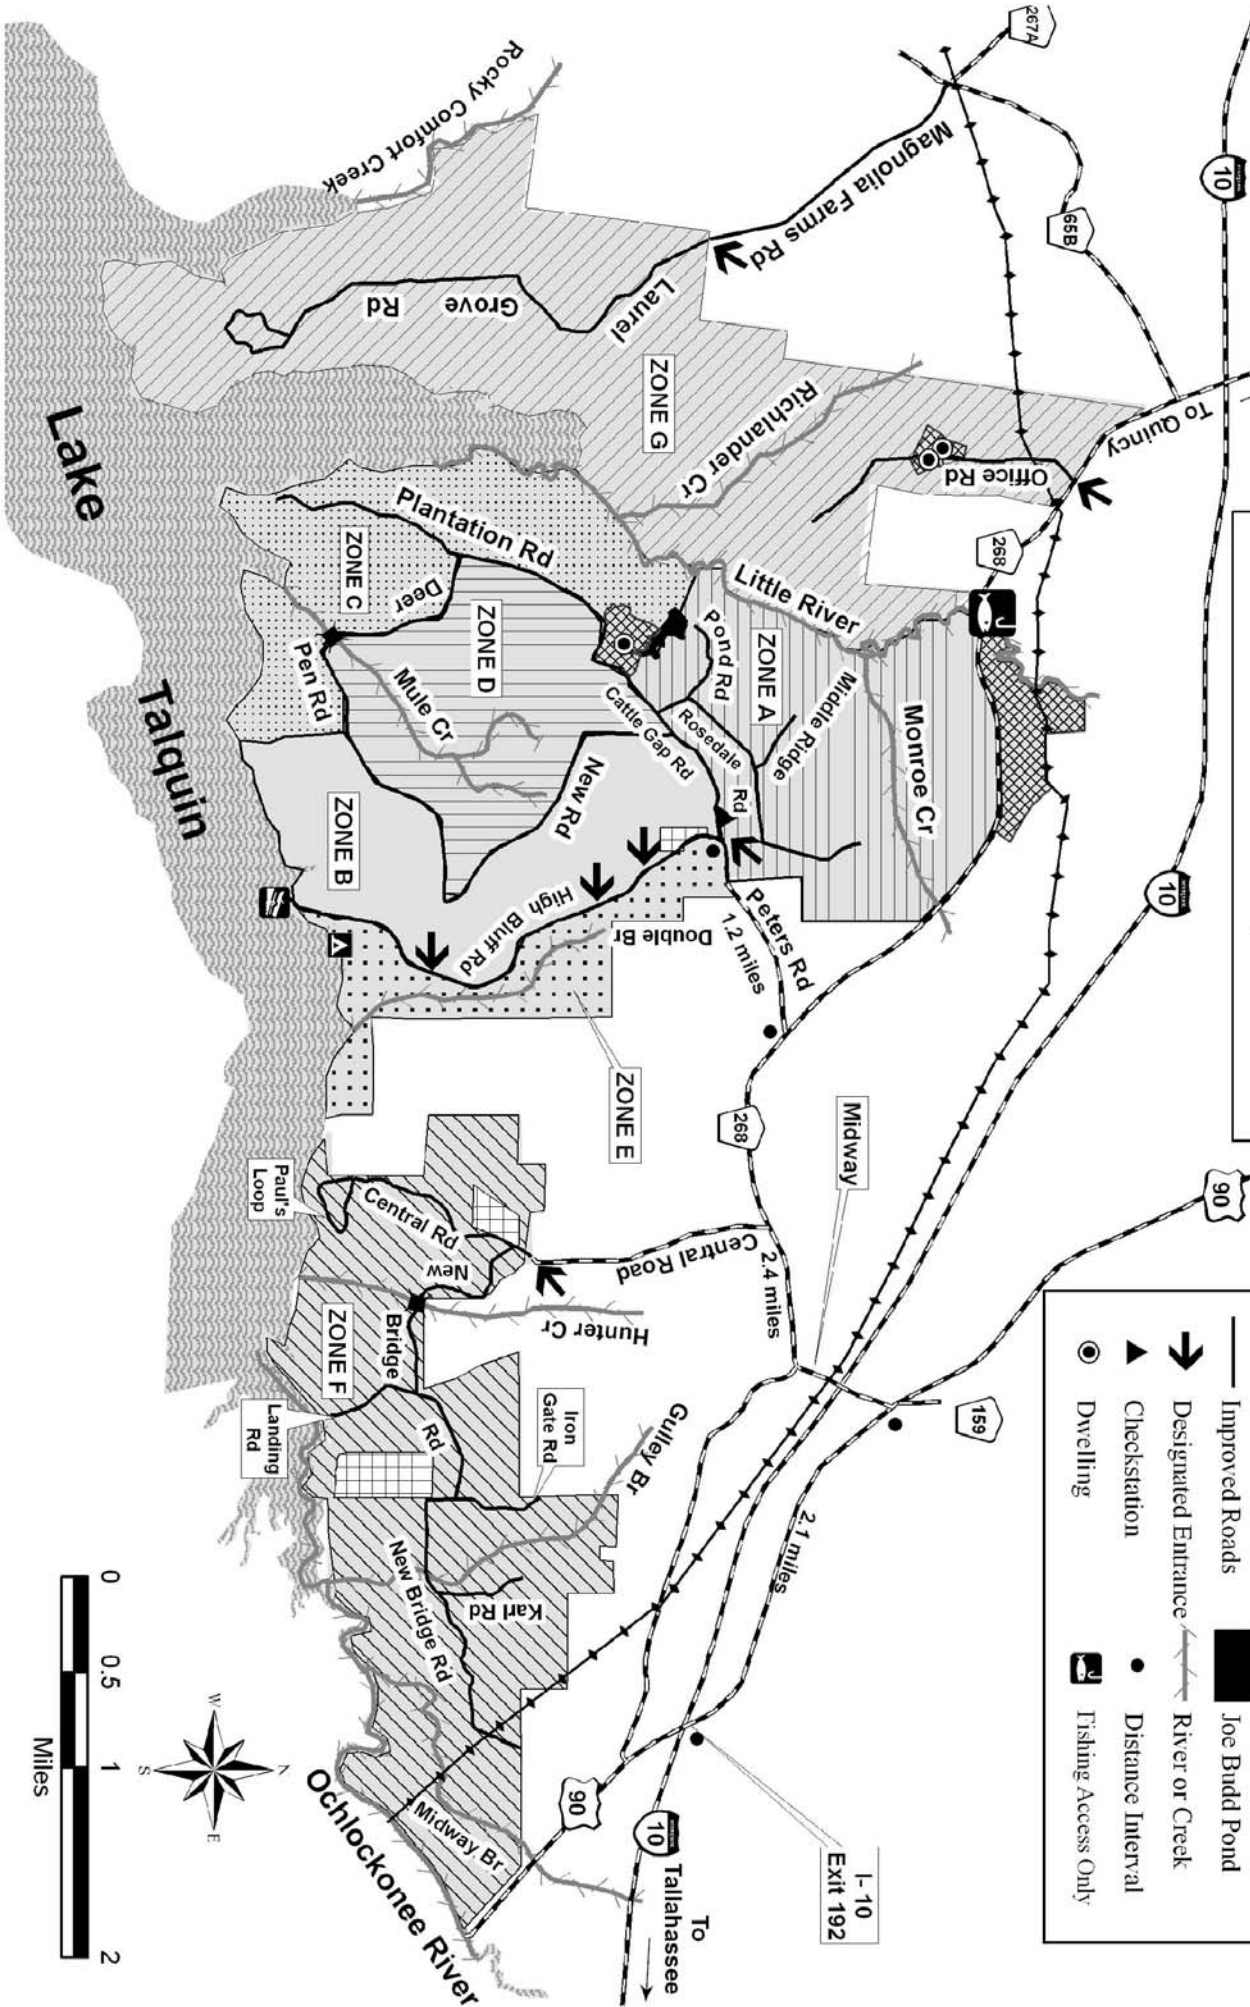 267A
10
65B
Rocky Comfort Creek
Magnolia Farms Rd
Laurel
Grove
Rd
ZONE G
Richlander Cr
Office Rd
To Quincy
268
Lake
Talquin
Plantation Rd
ZONE C
Deer
Pen Rd
ZONE D
Mule Cr
Little River
Pond Rd
ZONE A
Middle Ridge
Monroe Cr
Rosedale
Rd
Cattle Gap Rd
New Rd
ZONE B
High
Bluff Rd
Double Br
Peters Rd
1.2 miles
10
ZONE E
268
Midway
90
Paul's
Loop
Central Rd
New
Bridge
Rd
Central Road
2.4 miles
Hunter Cr
ZONE F
Landing
Rd
Iron
Gate Rd
Gulley Br
159
2.1 miles
New Bridge Rd
Karl Rd
Midway Br
Ochlockonee River
90
10
To
Tallahassee
I- 10
Exit 192
Improved Roads
Designated Entrance
Checkstation
Dwelling
Joe Budd Pond
River or Creek
Distance Interval
Fishing Access Only
W
N
S
E
0 0.5 1 2
Miles